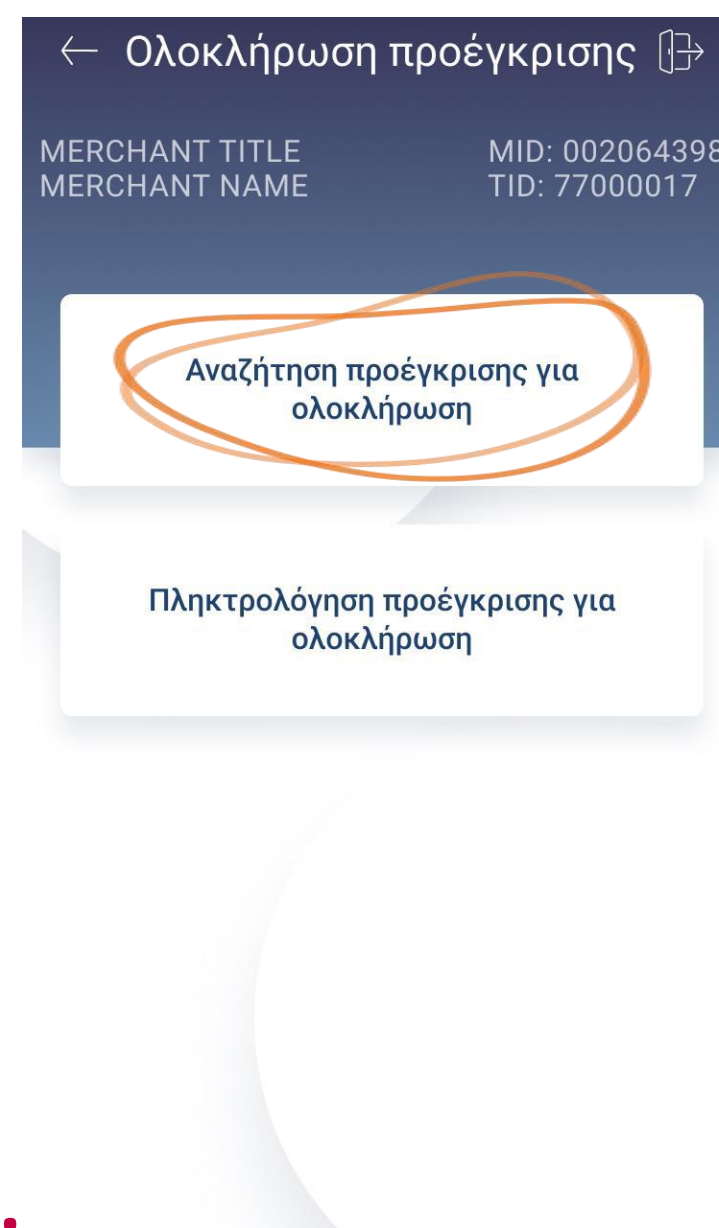 Ολοκλήρωση προέγκρισης
MERCHANT TITLE
MID: 002064398
MERCHANT NAME
TID: 77000017
Αναζήτηση προέγκρισης για
ολοκλήρωση
Πληκτρολόγηση προέγκρισης για
ολοκλήρωση